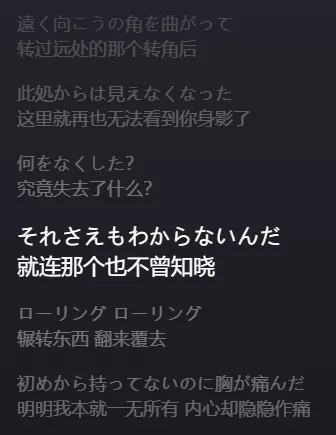 遠く向こうの角を曲がって
转过远处的那个转角后
此処からは見えなくなった
这里就再也无法看到你身影了
何をなくした?
究竟失去了什么?
それさえもわからないんだ
就连那个也不曾知晓
ローリング ローリング
辗转东西 翻来覆去
初めから持ってないのに胸が痛んだ
明明我本就一无所有 内心却隐隐作痛